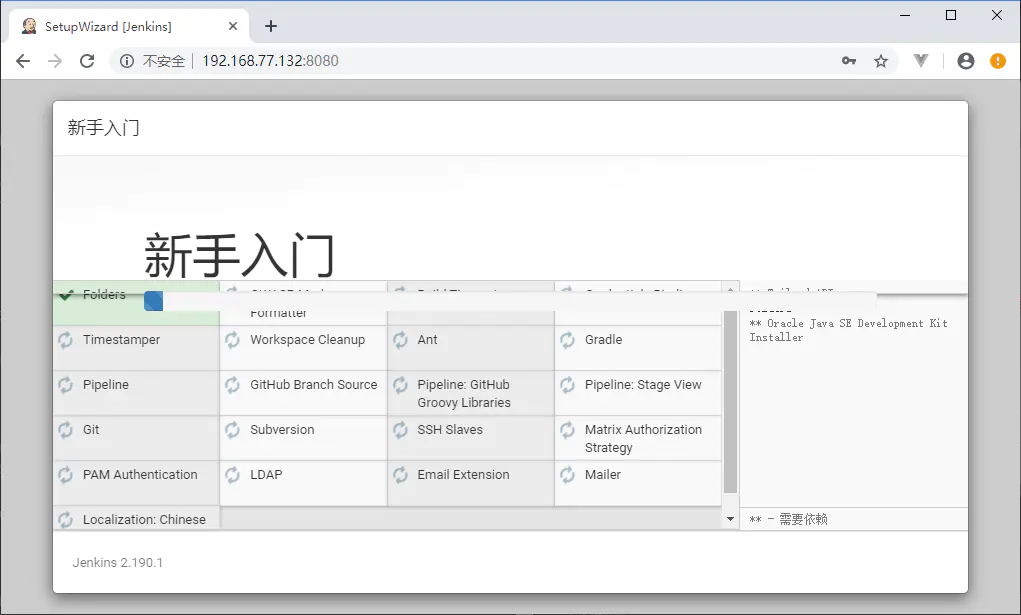 SetupWizard [Jenkins]
不安全 192.168.77.132:8080
新手入门
新手入门
Folders
Formatter
** Oracle Java SE Development Kit
Installer
Timestamper
Workspace Cleanup
Ant
Gradle
Pipeline
GitHub Branch Source
Pipeline: GitHub
Groovy Libraries
Pipeline: Stage View
Git
Subversion
SSH Slaves
Matrix Authorization
Strategy
PAM Authentication
LDAP
Email Extension
Mailer
Localization: Chinese
** - 需要依赖
Jenkins 2.190.1